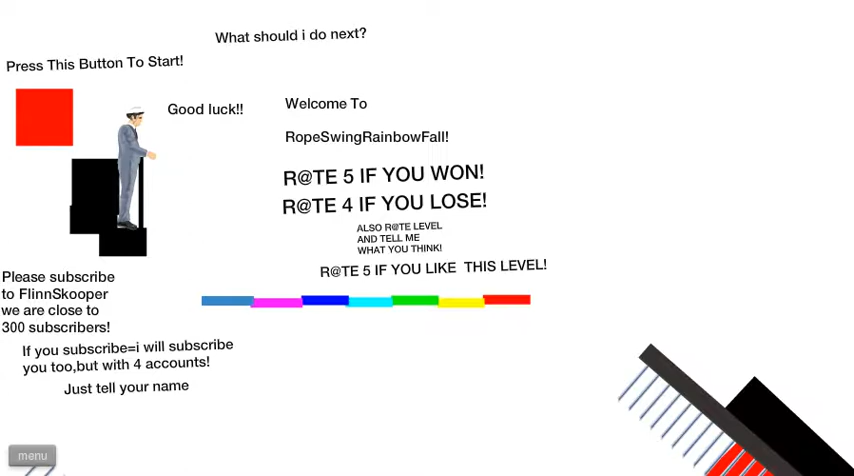 What should i do next?
Press This Button To Start!
Good luck!!
Welcome To
RopeSwingRainbowFall!
R@TE 5 IF YOU WON!
R@TE 4 IF YOU LOSE!
ALSO R@TE LEVEL
AND TELL ME
WHAT YOU THINK!
R@TE 5 IF YOU LIKE THIS LEVEL!
Please subscribe
to FlinnSkooper
we are close to
300 subscribers!
If you subscribe=i will subscribe
you too,but with 4 accounts!
Just tell your name
menu